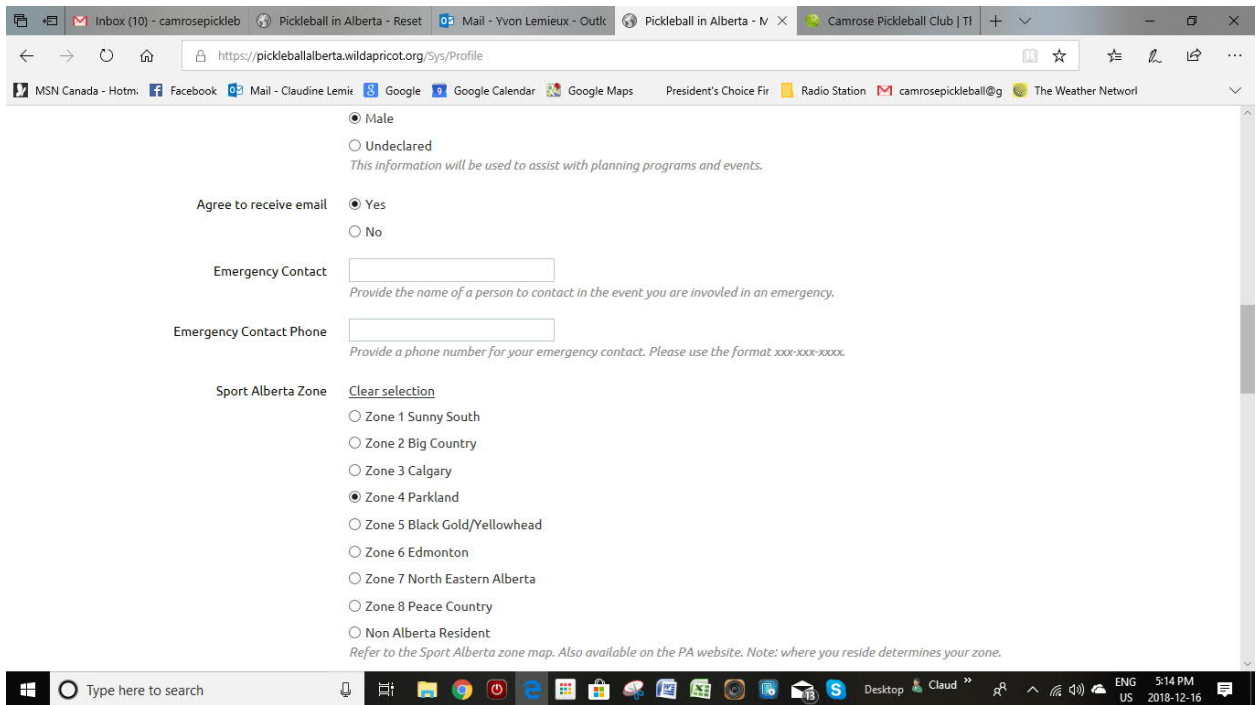 Inbox (10) - camrosepickleb
Pickleball in Alberta - Reset
Mail - Yvon Lemieux - Outlc
Pickleball in Alberta - M
Camrose Pickleball Club | Tl
https://pickleballalberta.wildapricot.org/Sys/Profile
MSN Canada - Hotm
Facebook
Mail - Claudine Lemie
Google
Google Calendar
Google Maps
President's Choice Fir
Radio Station
camrosepickleball@g
The Weather Networl
Male
Undeclared
This information will be used to assist with planning programs and events.
Agree to receive email
Yes
No
Emergency Contact
Provide the name of a person to contact in the event you are invovled in an emergency.
Emergency Contact Phone
Provide a phone number for your emergency contact. Please use the format xxx-xxx-xxxx.
Sport Alberta Zone
Clear selection
Zone 1 Sunny South
Zone 2 Big Country
Zone 3 Calgary
Zone 4 Parkland
Zone 5 Black Gold/Yellowhead
Zone 6 Edmonton
Zone 7 North Eastern Alberta
Zone 8 Peace Country
Non Alberta Resident
Refer to the Sport Alberta zone map. Also available on the PA website. Note: where you reside determines your zone.
Type here to search
13
Desktop
Claud
ENG
US
5:14 PM
2018-12-16